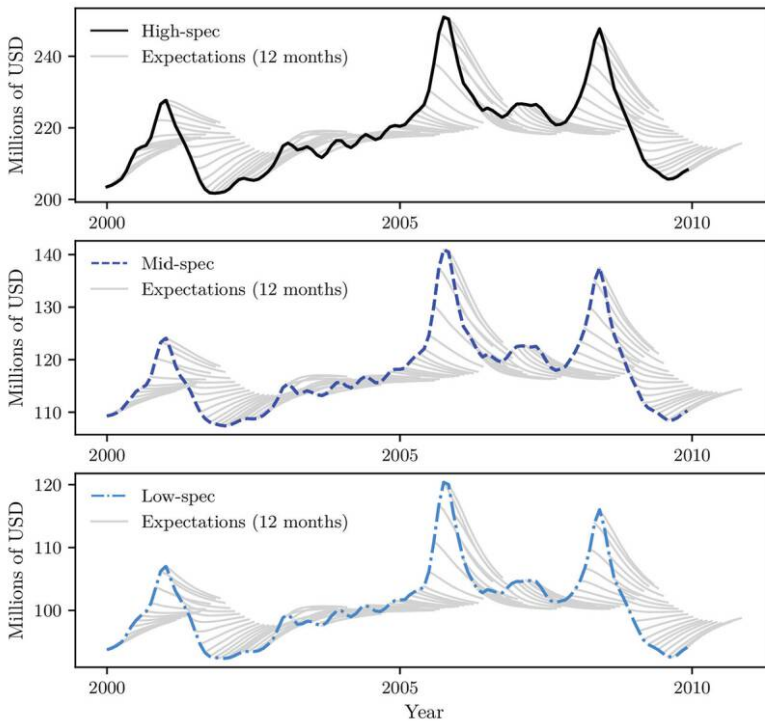 Millions of USD
240
220
200
High-spec
Expectations (12 months)
2000
2005
2010
Millions of USD
140
130
120
110
Mid-spec
Expectations (12 months)
2000
2005
2010
Millions of USD
120
110
100
Low-spec
Expectations (12 months)
2000
2005
2010
Year